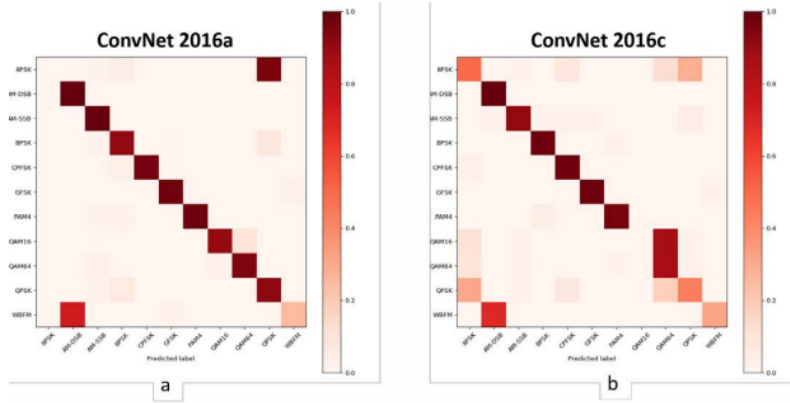 ConvNet 2016a
1.0
0.8
0.6
0.4
0.2
0.0
BPSK
AM-DSB
AM-SSB
BPSK
CPFSK
GFSK
PAM4
QAM16
QAM64
QPSK
WBFM
BPSK
AM-DSB
AM-SSB
BPSK
CPFSK
GFSK
PAM4
QAM16
QAM64
QPSK
WBFM
Predicted label
a
ConvNet 2016c
1.0
0.8
0.6
0.4
0.2
0.0
BPSK
AM-DSB
AM-SSB
BPSK
CPFSK
GFSK
PAM4
QAM16
QAM64
QPSK
WBFM
BPSK
AM-DSB
AM-SSB
BPSK
CPFSK
GFSK
PAM4
QAM16
QAM64
QPSK
WBFM
Predicted label
b